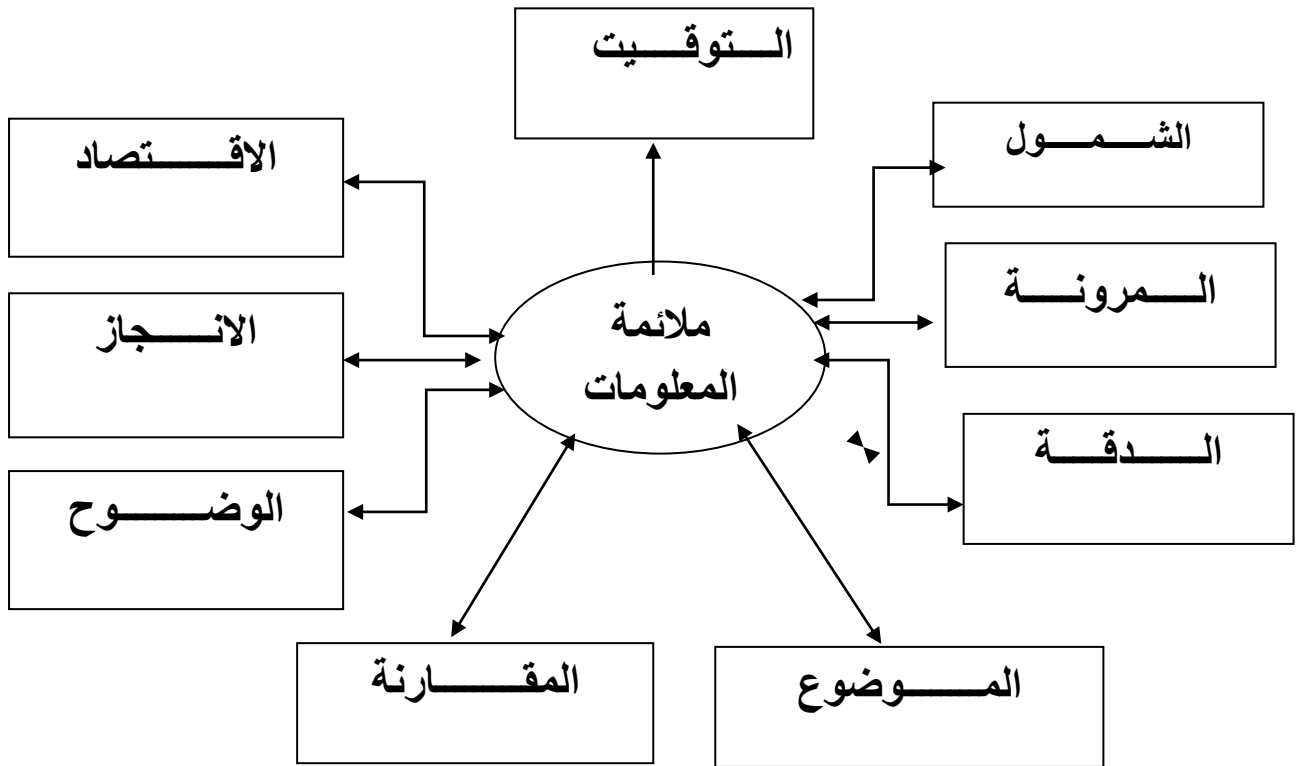 التوقيت
الشمول
الاقتصاد
المرونة
الانجاز
ملائمة
المعلومات
الدقة
الوضوح
المقارنة
الموضوع